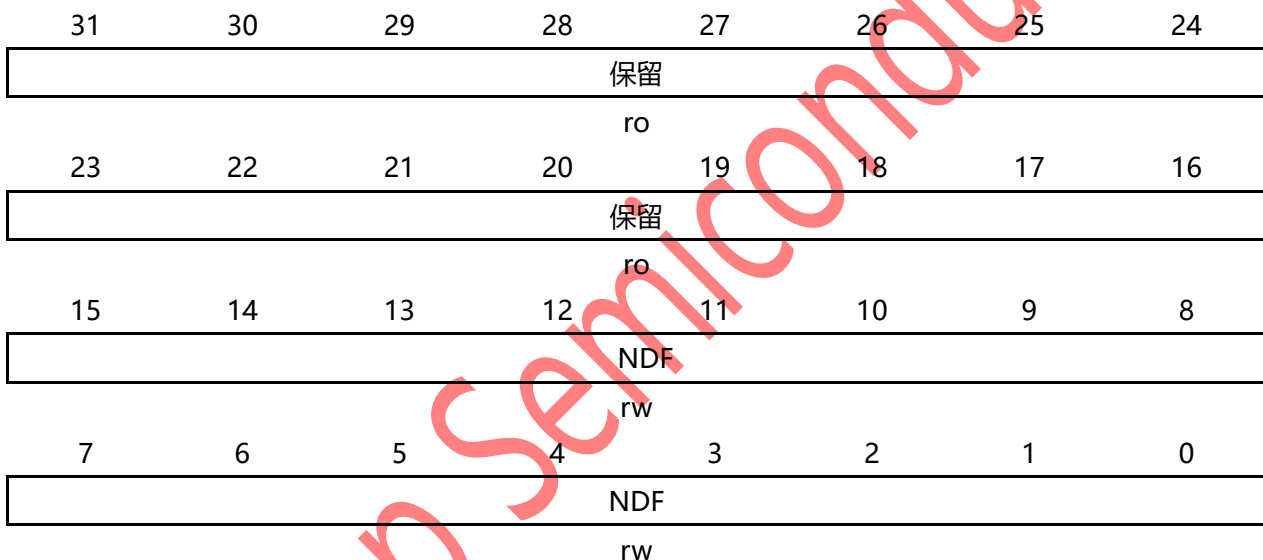 31 30 29 28 27 26 25 24
保留
ro
23 22 21 20 19 18 17 16
保留
ro
15 14 13 12 11 10 9 8
NDF
rw
7 6 5 4 3 2 1 0
NDF
rw
Semicondu